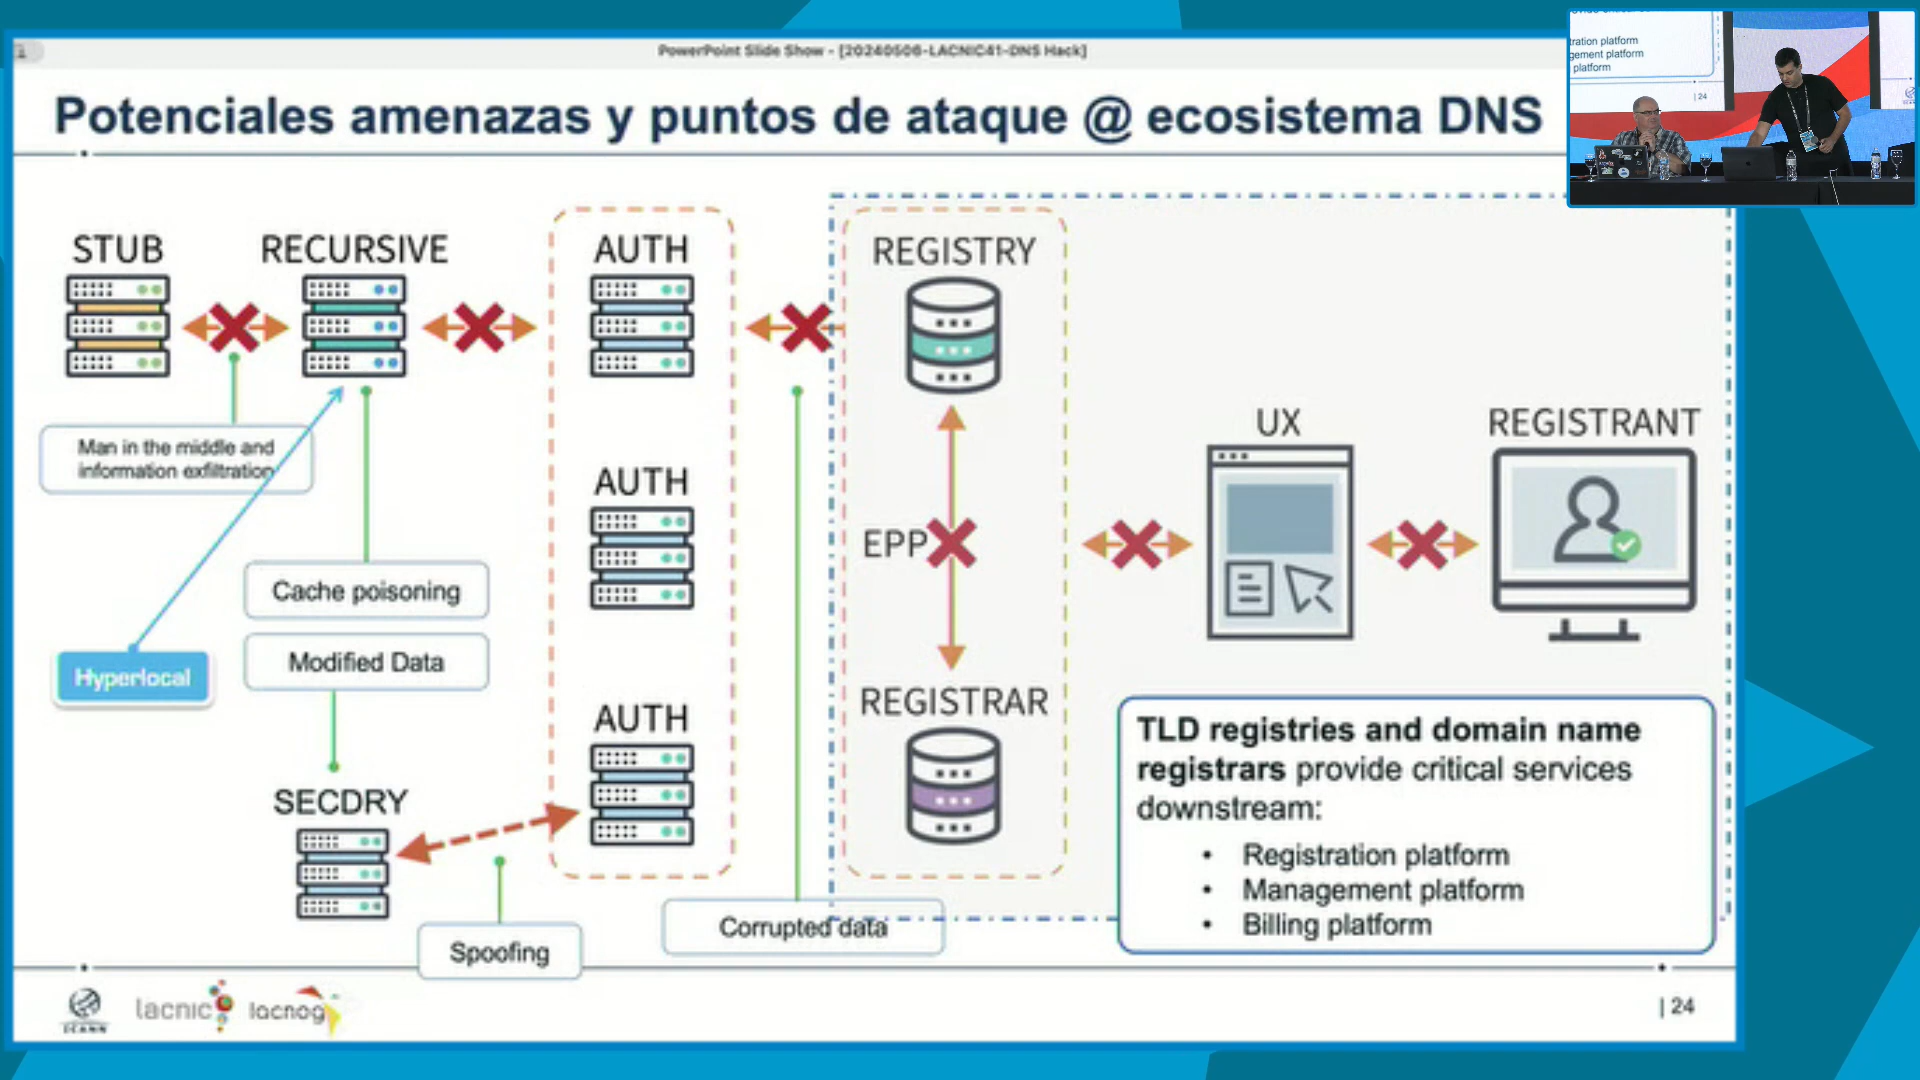 PowerPoint Slide Show - [20240506-LACNIC41-DNS Hack]
Potenciales amenazas y puntos de ataque @ ecosistema DNS
tration platform
gement platform
platform
| 24
STUB
RECURSIVE
AUTH
REGISTRY
Man in the middle and
information exfiltration
UX
REGISTRANT
AUTH
EPP
Cache poisoning
Modified Data
Hyperlocal
AUTH
REGISTRAR
TLD registries and domain name
registrars provide critical services
downstream:
• Registration platform
• Management platform
• Billing platform
SECDRY
Spoofing
Corrupted data
ICANN
lacnic
lacnog
| 24